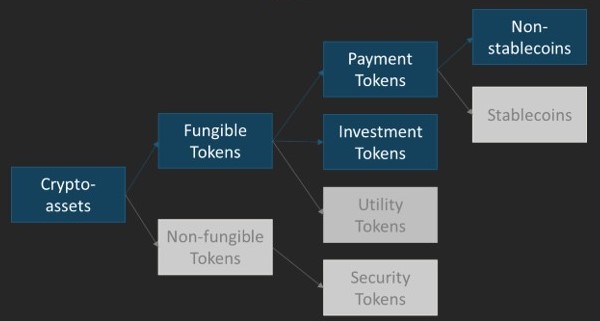 Crypto-
assets
Fungible
Tokens
Non-fungible
Tokens
Payment
Tokens
Investment
Tokens
Utility
Tokens
Security
Tokens
Non-
stablecoins
Stablecoins